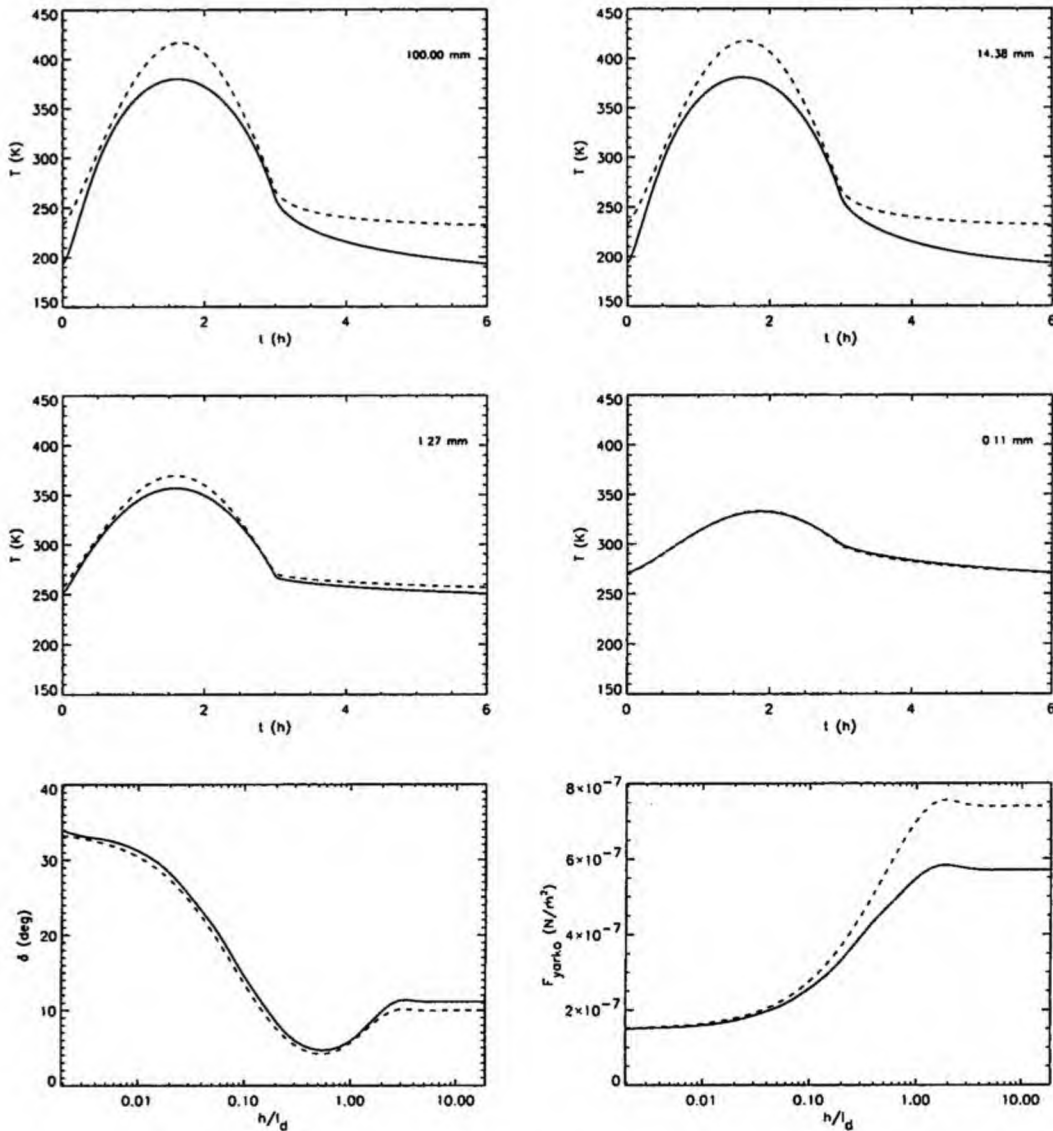 450
400
350
300
250
200
150
T (K)
100.00 mm
0 2 4 6
t (h)
450
400
350
300
250
200
150
T (K)
14.38 mm
0 2 4 6
t (h)
450
400
350
300
250
200
150
T (K)
1.27 mm
0 2 4 6
t (h)
450
400
350
300
250
200
150
T (K)
0.11 mm
0 2 4 6
t (h)
40
30
20
10
0
δ (deg)
0.01 0.10 1.00 10.00
h/l_d
8×10⁻⁷
6×10⁻⁷
4×10⁻⁷
2×10⁻⁷
0
F_yarko (N/m²)
0.01 0.10 1.00 10.00
h/l_d